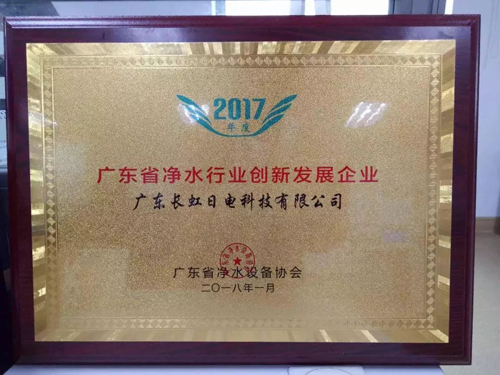 2017
年度
广东省净水行业创新发展企业
广东长虹日电科技有限公司
广东省净水设备协会
二〇一八年一月